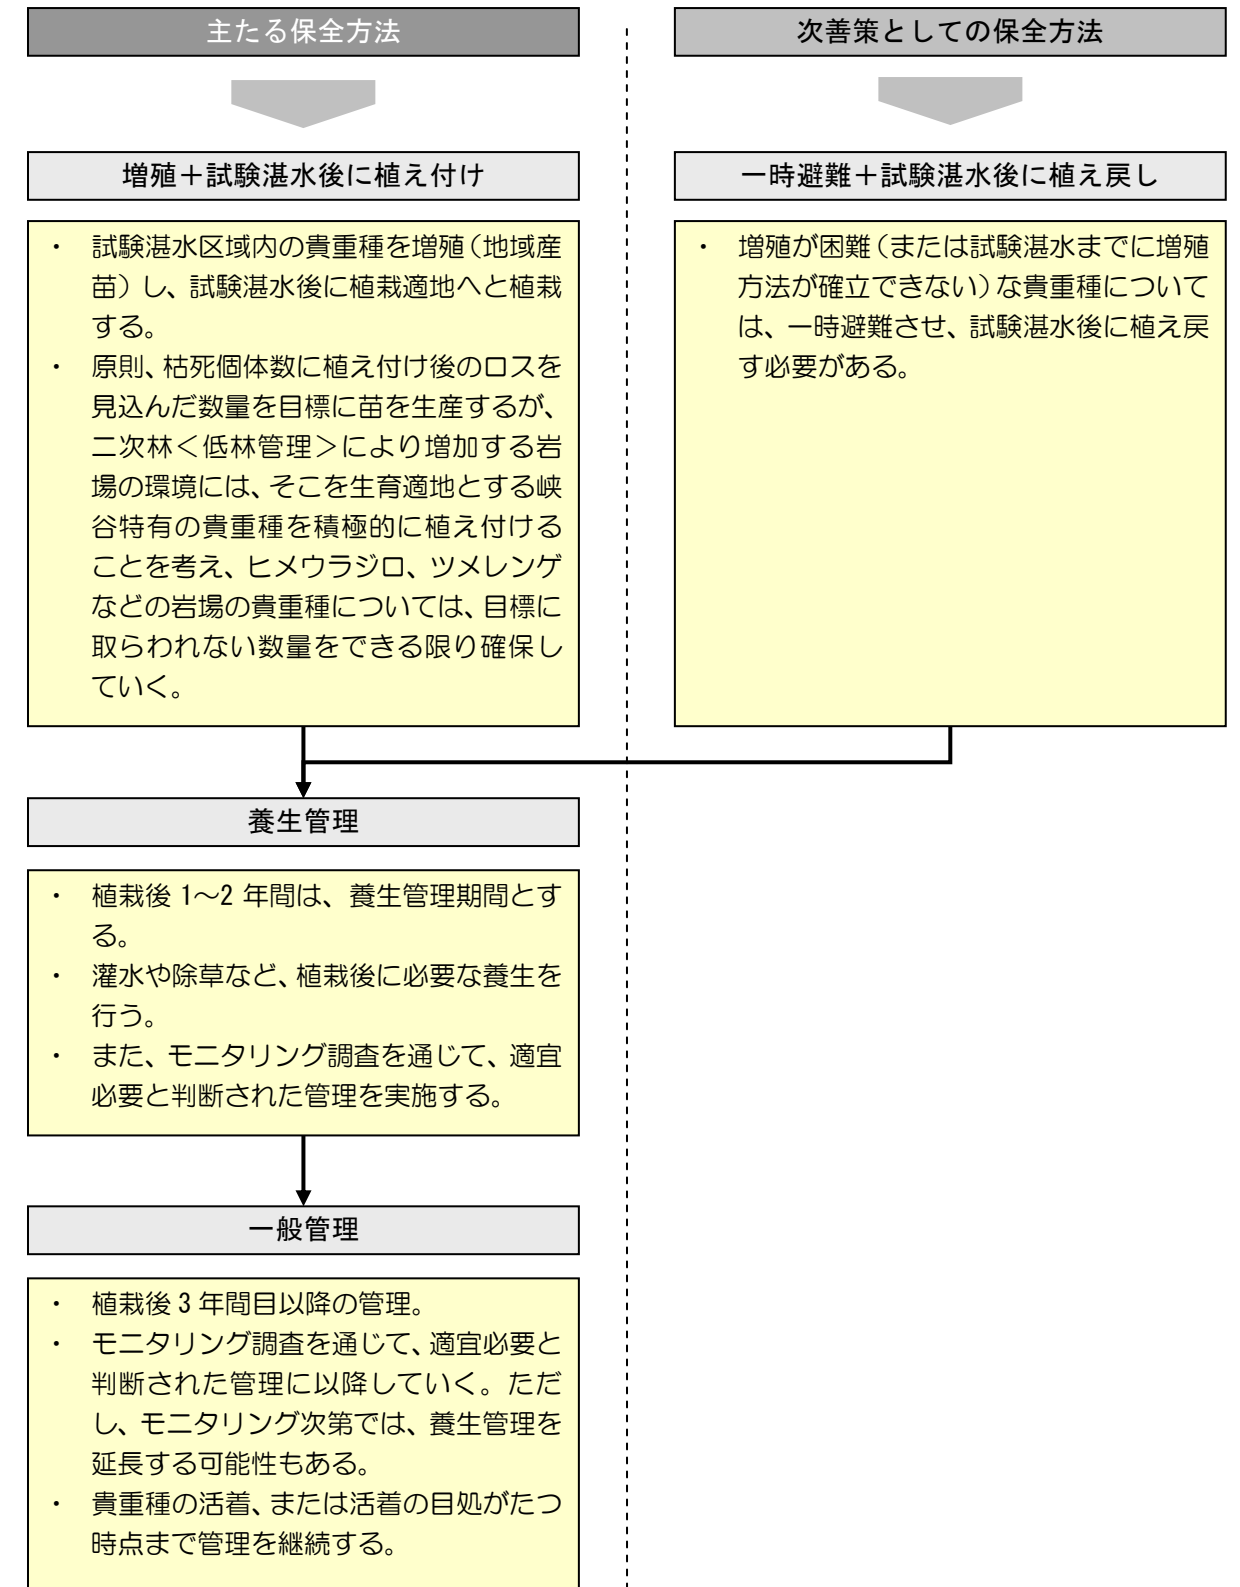 主たる保全方法
増殖+試験湛水後に植え付け
・ 試験湛水区域内の貴重種を増殖(地域産
苗)し、試験湛水後に植栽適地へと植栽
する。
・ 原則、枯死個体数に植え付け後のロスを
見込んだ数量を目標に苗を生産するが、
二次林<低林管理>により増加する岩
場の環境には、そこを生育適地とする峡
谷特有の貴重種を積極的に植え付ける
ことを考え、ヒメウラジロ、ツメレンゲ
などの岩場の貴重種については、目標に
取らわれない数量をできる限り確保し
ていく。
次善策としての保全方法
一時避難+試験湛水後に植え戻し
・ 増殖が困難(または試験湛水までに増殖
方法が確立できない)な貴重種について
は、一時避難させ、試験湛水後に植え戻
す必要がある。
養生管理
・ 植栽後 1~2 年間は、養生管理期間とす
る。
・ 灌水や除草など、植栽後に必要な養生を
行う。
・ また、モニタリング調査を通じて、適宜
必要と判断された管理を実施する。
一般管理
・ 植栽後 3 年間目以降の管理。
・ モニタリング調査を通じて、適宜必要と
判断された管理に以降していく。ただ
し、モニタリング次第では、養生管理を
延長する可能性もある。
・ 貴重種の活着、または活着の目処がたつ
時点まで管理を継続する。